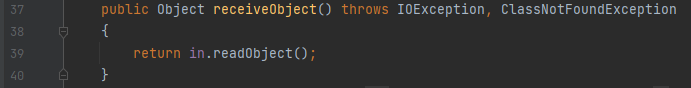 37 public Object receiveObject() throws IOException, ClassNotFoundException
38 {
39 return in.readObject();
40 }